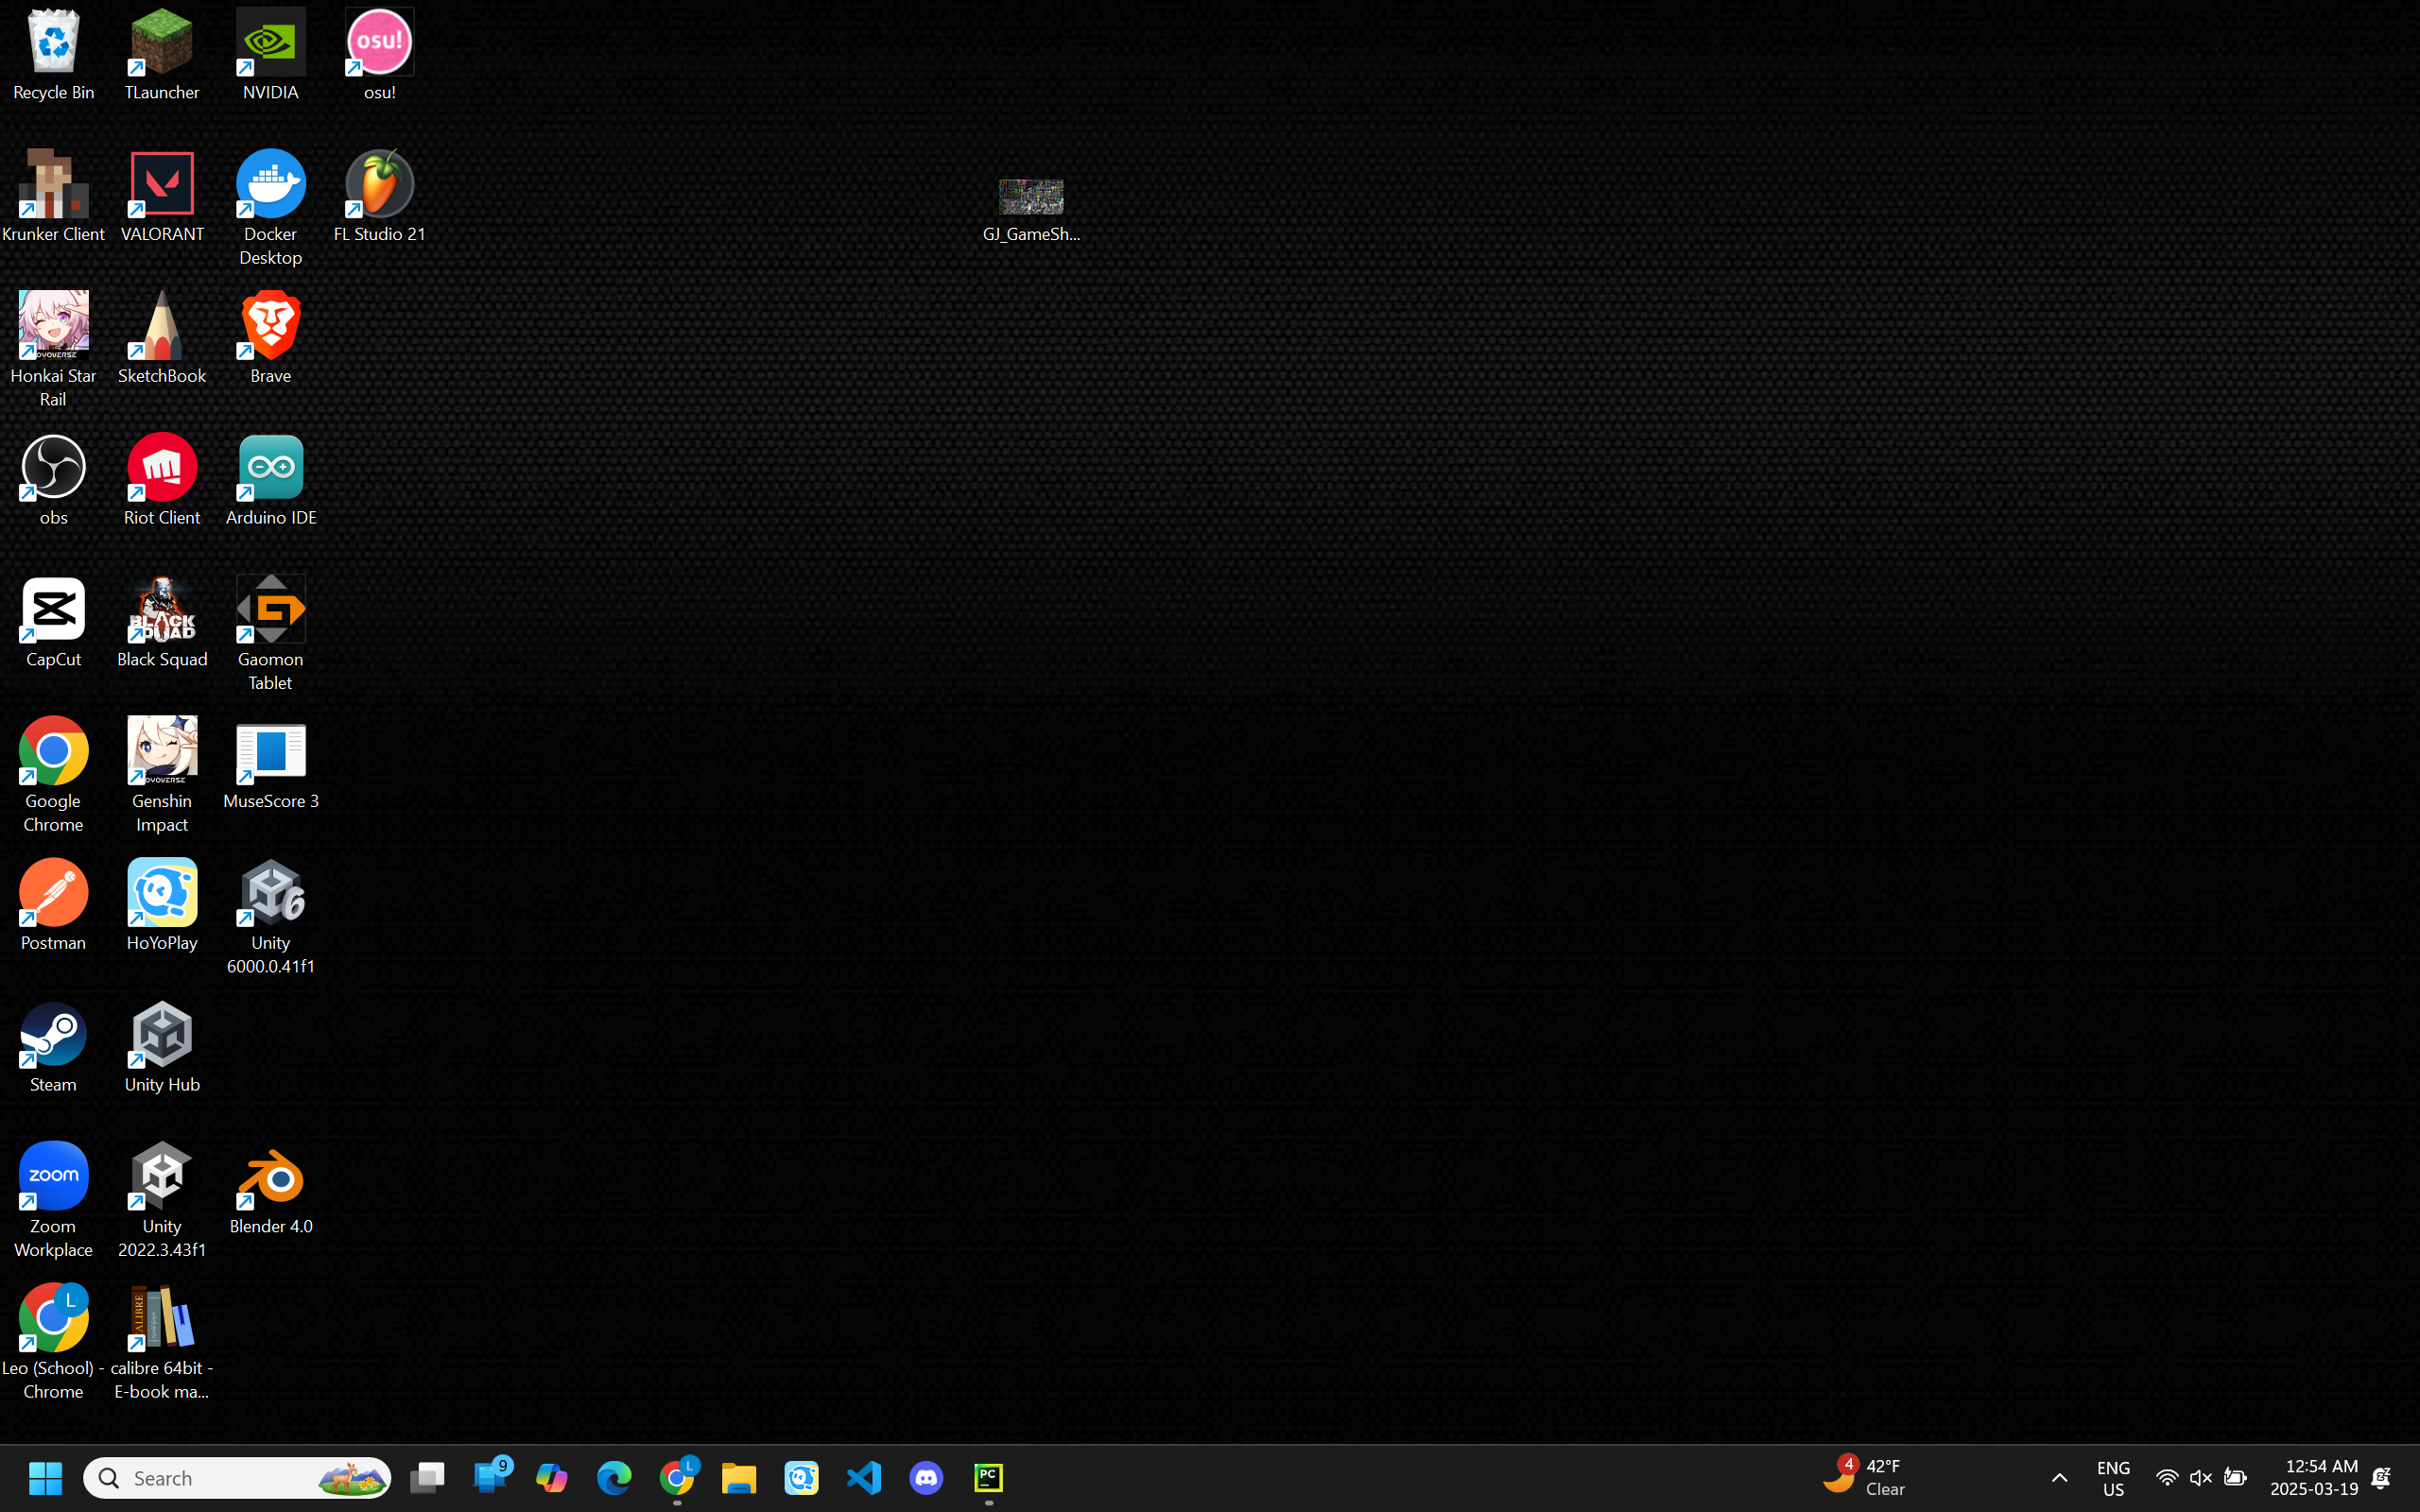 osu!
Recycle Bin
TLauncher
NVIDIA
osu!
Krunker Client
VALORANT
Docker
Desktop
FL Studio 21
GJ_GameSh...
Honkai Star
Rail
SketchBook
Brave
obs
Riot Client
Arduino IDE
BLACK
SQUAD
CapCut
Black Squad
Gaomon
Tablet
Google
Chrome
Genshin
Impact
MuseScore 3
6
Postman
HoYoPlay
Unity
6000.0.41f1
Steam
Unity Hub
zoom
Zoom
Workplace
Unity
2022.3.43f1
Blender 4.0
L
CALIBRE
Leo (School) -
Chrome
calibre 64bit -
E-book ma...
Search
9
L
PC
4
42°F
Clear
ENG
US
12:54 AM
2025-03-19